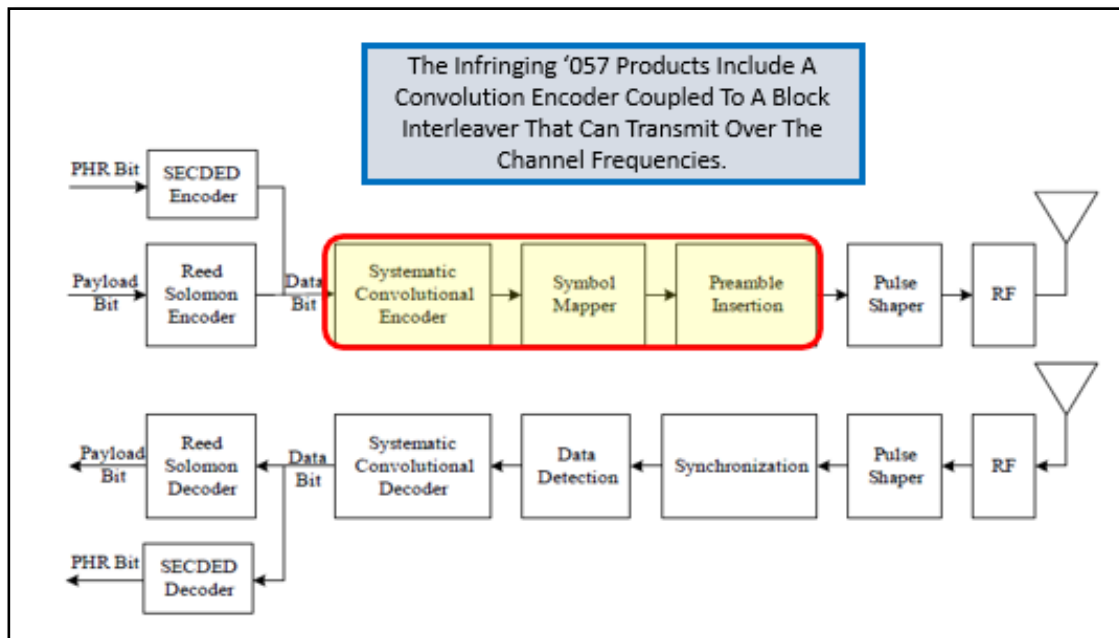 The Infringing ‘057 Products Include A
Convolution Encoder Coupled To A Block
Interleaver That Can Transmit Over The
Channel Frequencies.
PHR Bit
SECDED
Encoder
Payload
Bit
Reed
Solomon
Encoder
Data
Bit
Systematic
Convolutional
Encoder
Symbol
Mapper
Preamble
Insertion
Pulse
Shaper
RF
Payload
Bit
Reed
Solomon
Decoder
Data
Bit
Systematic
Convolutional
Decoder
Data
Detection
Synchronization
Pulse
Shaper
RF
PHR Bit
SECDED
Decoder